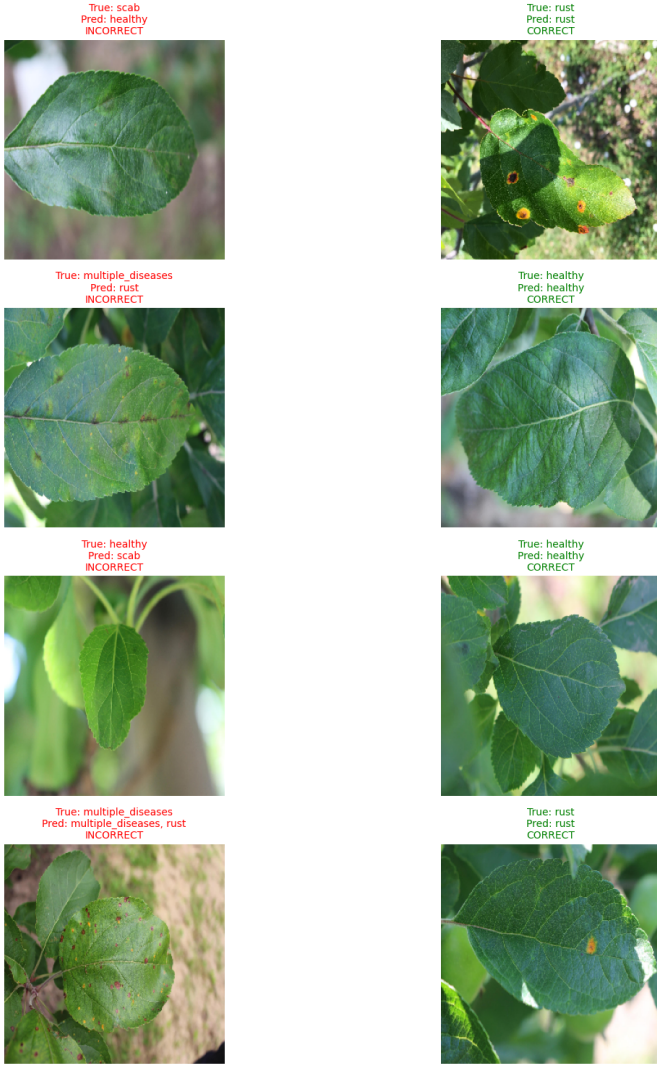 True: scab
Pred: healthy
INCORRECT
True: rust
Pred: rust
CORRECT
True: multiple_diseases
Pred: rust
INCORRECT
True: healthy
Pred: healthy
CORRECT
True: healthy
Pred: scab
INCORRECT
True: healthy
Pred: healthy
CORRECT
True: multiple_diseases
Pred: multiple_diseases, rust
INCORRECT
True: rust
Pred: rust
CORRECT